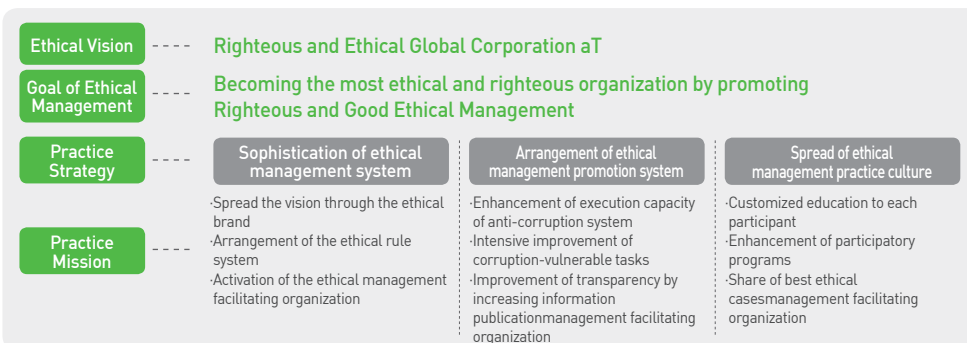 Ethical Vision
Righteous and Ethical Global Corporation aT
Goal of Ethical
Management
Becoming the most ethical and righteous organization by promoting
Righteous and Good Ethical Management
Practice
Strategy
Sophistication of ethical
management system
Arrangement of ethical
management promotion system
Spread of ethical
management practice culture
Practice
Mission
·Spread the vision through the ethical
brand
·Arrangement of the ethical rule
system
·Activation of the ethical management
facilitating organization
·Enhancement of execution capacity
of anti-corruption system
·Intensive improvement of
corruption-vulnerable tasks
·Improvement of transparency by
increasing information
publicationmanagement facilitating
organization
·Customized education to each
participant
·Enhancement of participatory
programs
·Share of best ethical
casesmanagement facilitating
organization